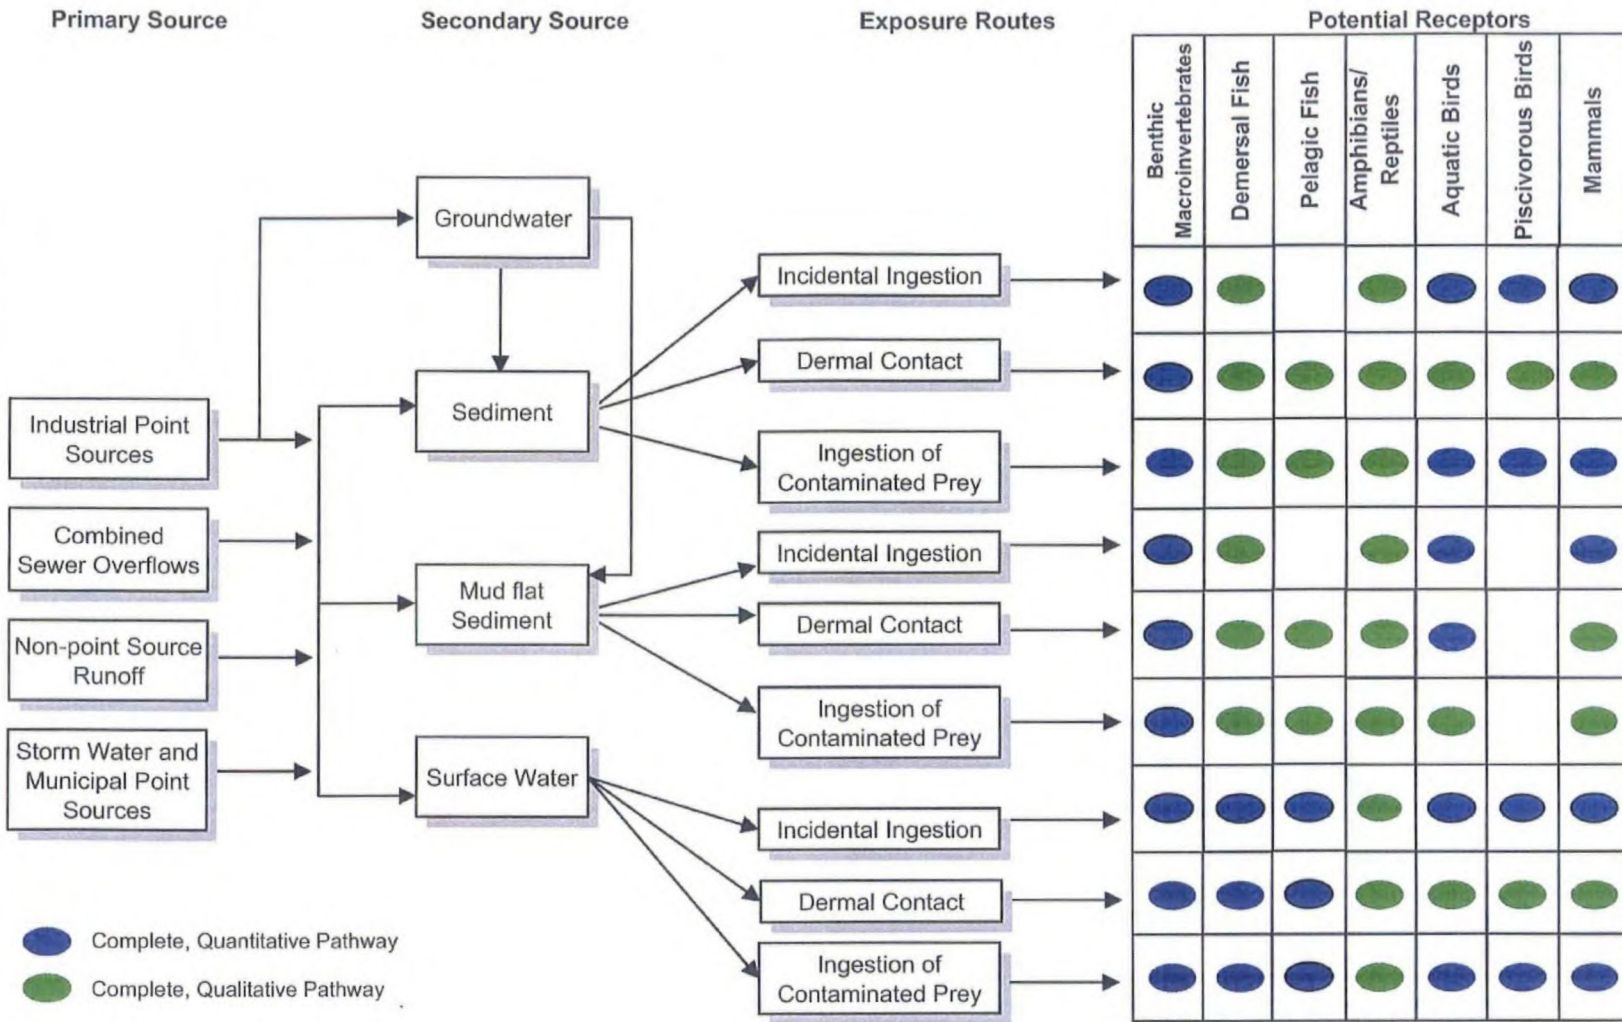 Primary Source
Secondary Source
Exposure Routes
Potential Receptors
Benthic
Macroinvertebrates
Demersal Fish
Pelagic Fish
Amphibians/
Reptiles
Aquatic Birds
Piscivorous Birds
Mammals
Groundwater
Sediment
Mud flat
Sediment
Surface Water
Industrial Point
Sources
Combined
Sewer Overflows
Non-point Source
Runoff
Storm Water and
Municipal Point
Sources
Incidental Ingestion
Dermal Contact
Ingestion of
Contaminated Prey
Incidental Ingestion
Dermal Contact
Ingestion of
Contaminated Prey
Incidental Ingestion
Dermal Contact
Ingestion of
Contaminated Prey
Complete, Quantitative Pathway
Complete, Qualitative Pathway